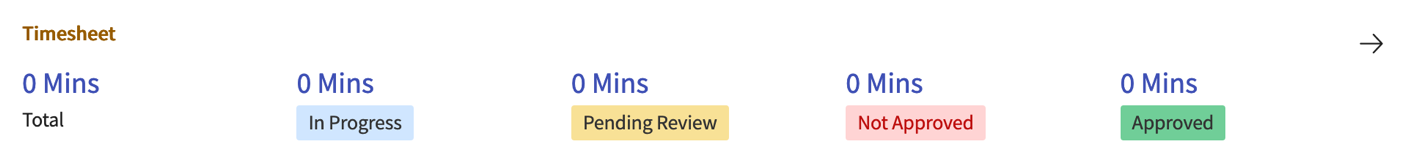 Timesheet
0 Mins 0 Mins 0 Mins 0 Mins 0 Mins
Total In Progress Pending Review Not Approved Approved